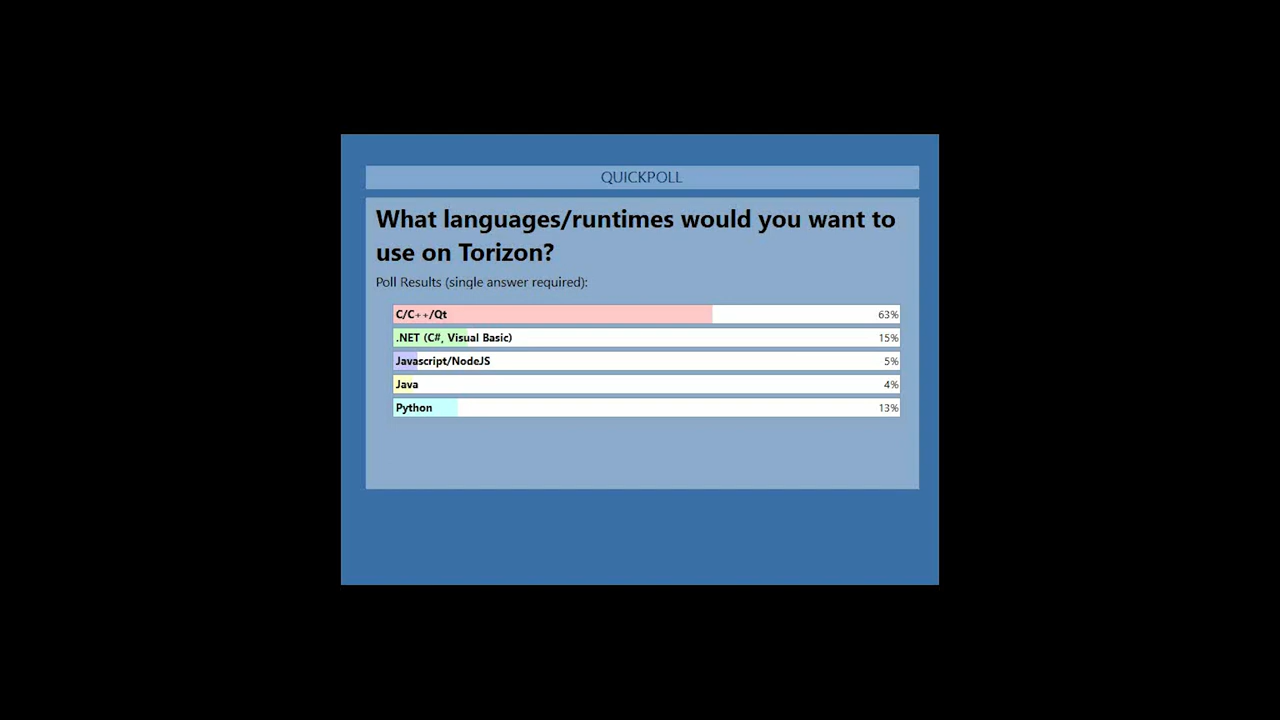 QUICKPOLL
What languages/runtimes would you want to
use on Torizon?
Poll Results (single answer required):
C/C++/Qt 63%
.NET (C#, Visual Basic) 15%
Javascript/NodeJS 5%
Java 4%
Python 13%